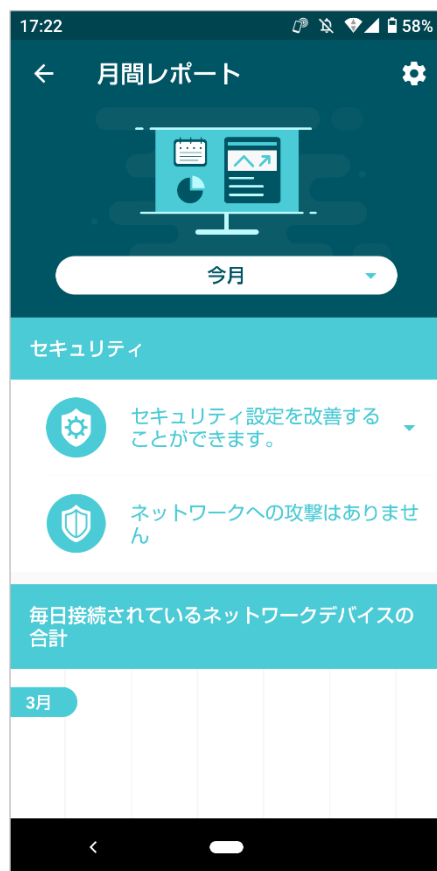 17:22
58%
月間レポート
今月
セキュリティ
セキュリティ設定を改善する
ことができます。
ネットワークへの攻撃はありませ
ん
毎日接続されているネットワークデバイスの
合計
3月